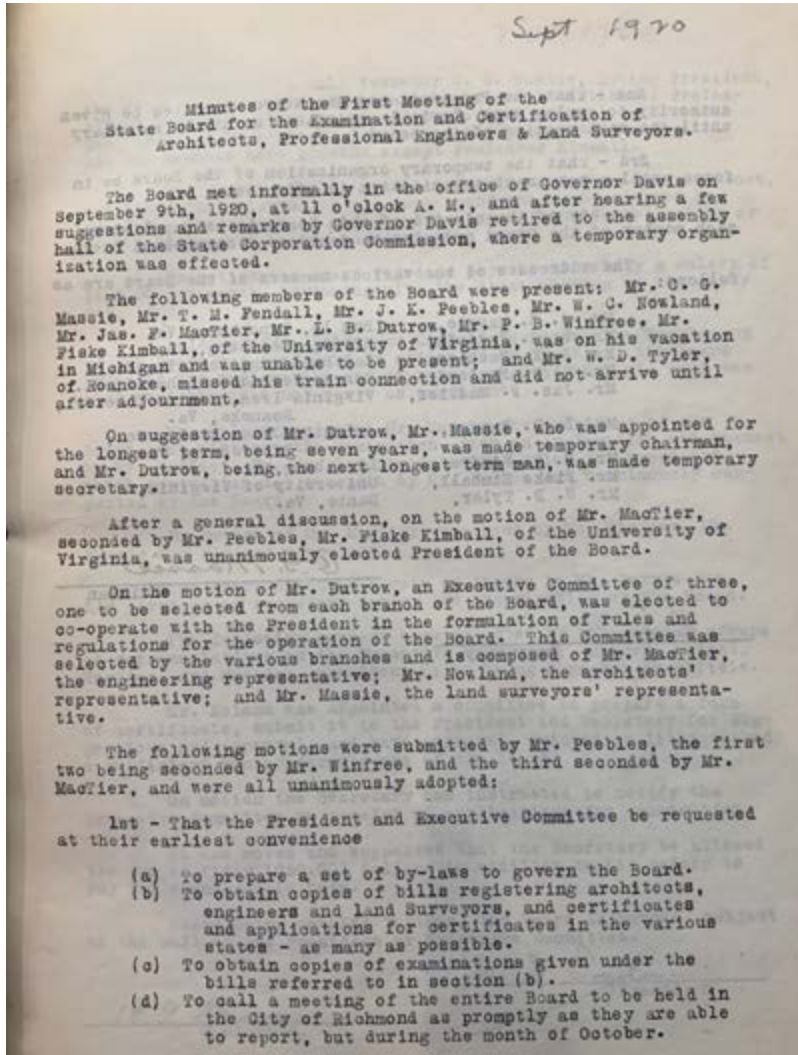 Sept 1920
Minutes of the First Meeting of the
State Board for the Examination and Certification of
Architects, Professional Engineers & Land Surveyors.
The Board met informally in the office of Governor Davis on
September 9th, 1920, at 11 o'clock A. M., and after hearing a few
suggestions and remarks by Governor Davis retired to the assembly
hall of the State Corporation Commission, where a temporary organ-
ization was effected.
The following members of the Board were present: Mr. C. G.
Massie, Mr. T. M. Fendall, Mr. J. K. Peebles, Mr. W. C. Nowland,
Mr. Jas. F. MacTier, Mr. L. B. Dutrow, Mr. P. B. Winfree. Mr.
Fiske Kimball, of the University of Virginia, was on his vacation
in Michigan and was unable to be present; and Mr. W. D. Tyler,
of Roanoke, missed his train connection and did not arrive until
after adjournment.
On suggestion of Mr. Dutrow, Mr. Massie, who was appointed for
the longest term, being seven years, was made temporary chairman,
and Mr. Dutrow, being the next longest term man, was made temporary
secretary.
After a general discussion, on the motion of Mr. MacTier,
seconded by Mr. Peebles, Mr. Fiske Kimball, of the University of
Virginia, was unanimously elected President of the Board.
On the motion of Mr. Dutrow, an Executive Committee of three,
one to be selected from each branch of the Board, was elected to
co-operate with the President in the formulation of rules and
regulations for the operation of the Board. This Committee was
selected by the various branches and is composed of Mr. MacTier,
the engineering representative; Mr. Nowland, the architects'
representative; and Mr. Massie, the land surveyors' representa-
tive.
The following motions were submitted by Mr. Peebles, the first
two being seconded by Mr. Winfree, and the third seconded by Mr.
MacTier, and were all unanimously adopted:
1st - That the President and Executive Committee be requested
at their earliest convenience
(a) To prepare a set of by-laws to govern the Board.
(b) To obtain copies of bills registering architects,
engineers and land Surveyors, and certificates
and applications for certificates in the various
states - as many as possible.
(c) To obtain copies of examinations given under the
bills referred to in section (b).
(d) To call a meeting of the entire Board to be held in
the City of Richmond as promptly as they are able
to report, but during the month of October.